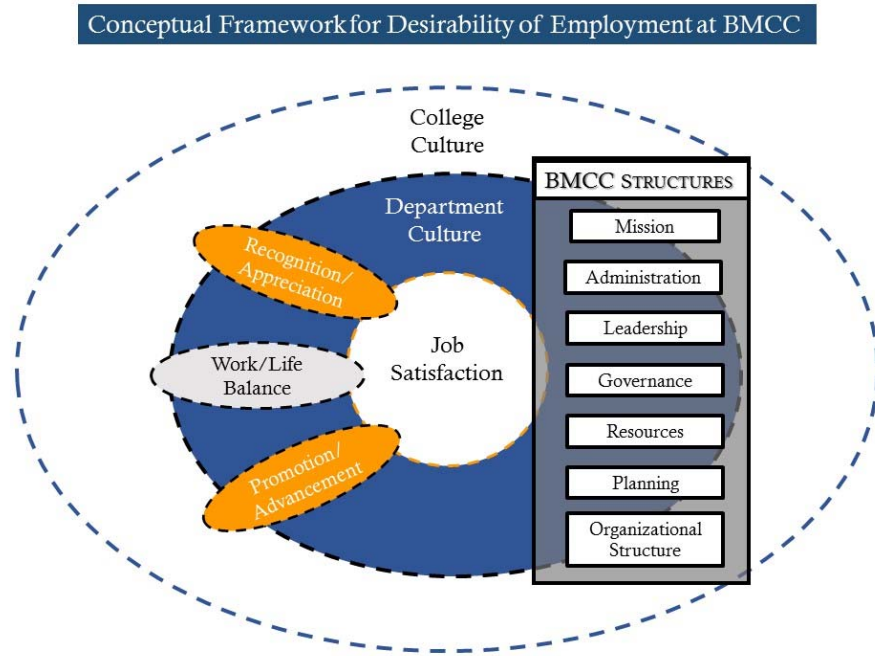 Conceptual Framework for Desirability of Employment at BMCC
College
Culture
BMCC STRUCTURES
Department
Culture
Mission
Recognition/
Appreciation
Administration
Leadership
Job
Satisfaction
Work/Life
Balance
Governance
Resources
Promotion/
Advancement
Planning
Organizational
Structure